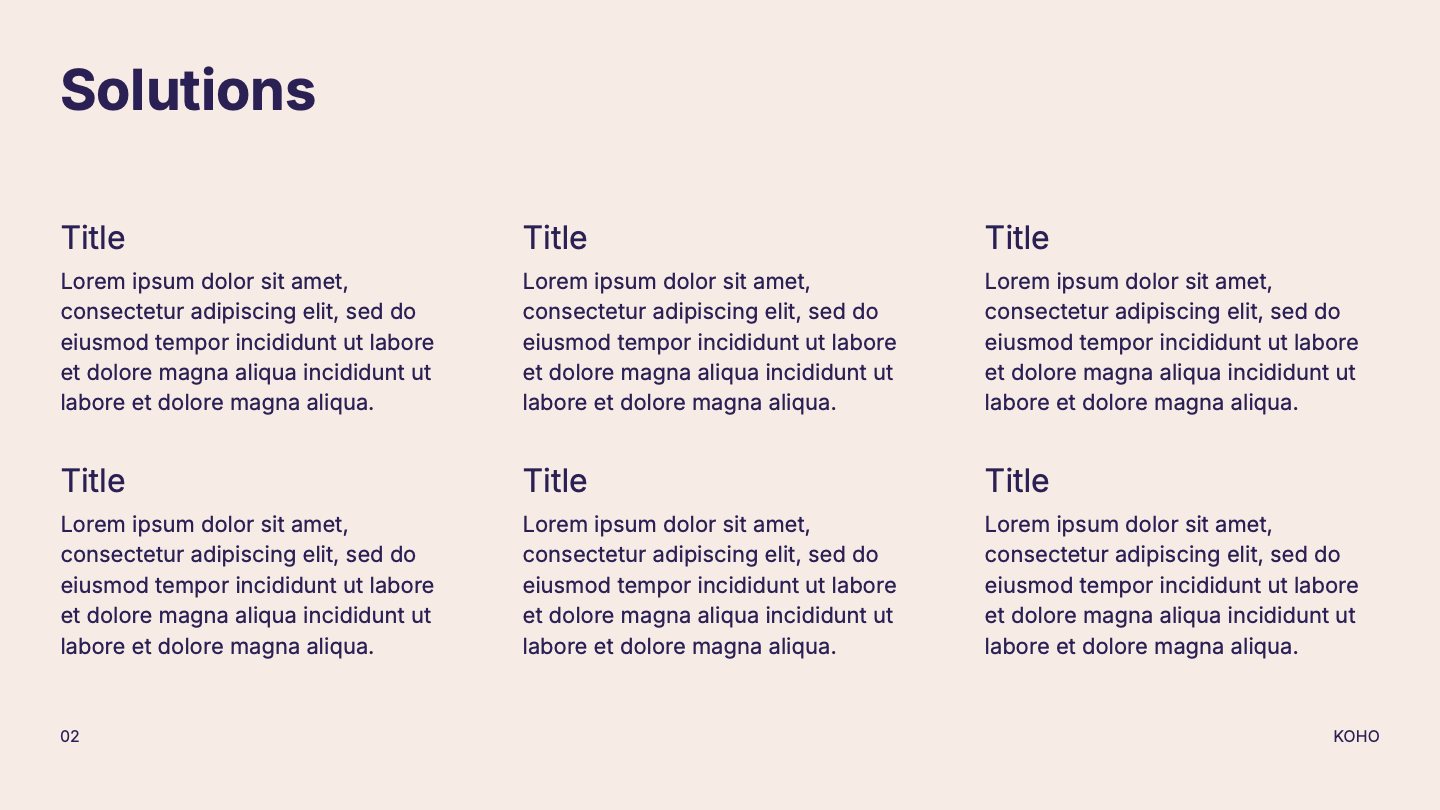 Solutions
Title
Lorem ipsum dolor sit amet,
consectetur adipiscing elit, sed do
eiusmod tempor incididunt ut labore
et dolore magna aliqua incididunt ut
labore et dolore magna aliqua.
Title
Lorem ipsum dolor sit amet,
consectetur adipiscing elit, sed do
eiusmod tempor incididunt ut labore
et dolore magna aliqua incididunt ut
labore et dolore magna aliqua.
Title
Lorem ipsum dolor sit amet,
consectetur adipiscing elit, sed do
eiusmod tempor incididunt ut labore
et dolore magna aliqua incididunt ut
labore et dolore magna aliqua.
Title
Lorem ipsum dolor sit amet,
consectetur adipiscing elit, sed do
eiusmod tempor incididunt ut labore
et dolore magna aliqua incididunt ut
labore et dolore magna aliqua.
Title
Lorem ipsum dolor sit amet,
consectetur adipiscing elit, sed do
eiusmod tempor incididunt ut labore
et dolore magna aliqua incididunt ut
labore et dolore magna aliqua.
Title
Lorem ipsum dolor sit amet,
consectetur adipiscing elit, sed do
eiusmod tempor incididunt ut labore
et dolore magna aliqua incididunt ut
labore et dolore magna aliqua.
02
KOHO